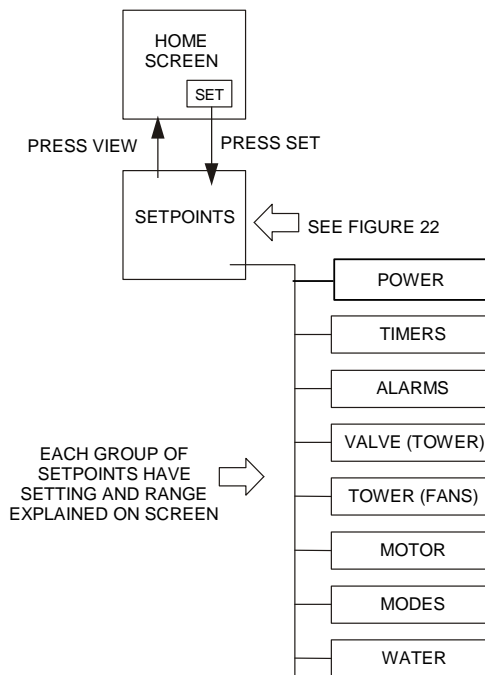 HOME
SCREEN
SET
PRESS VIEW
PRESS SET
SETPOINTS
SEE FIGURE 22
POWER
TIMERS
ALARMS
VALVE (TOWER)
TOWER (FANS)
MOTOR
MODES
WATER
EACH GROUP OF
SETPOINTS HAVE
SETTING AND RANGE
EXPLAINED ON SCREEN